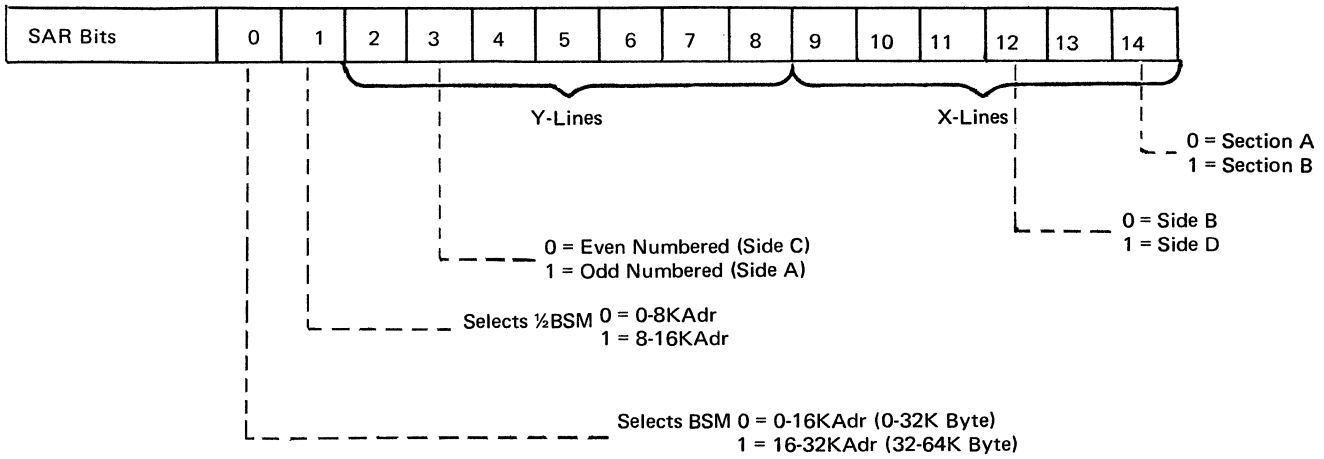 SAR Bits 0 1 2 3 4 5 6 7 8 9 10 11 12 13 14
Y-Lines X-Lines
0 = Section A
1 = Section B
0 = Side B
1 = Side D
0 = Even Numbered (Side C)
1 = Odd Numbered (Side A)
Selects ½BSM 0 = 0-8KAdr
1 = 8-16KAdr
Selects BSM 0 = 0-16KAdr (0-32K Byte)
1 = 16-32KAdr (32-64K Byte)